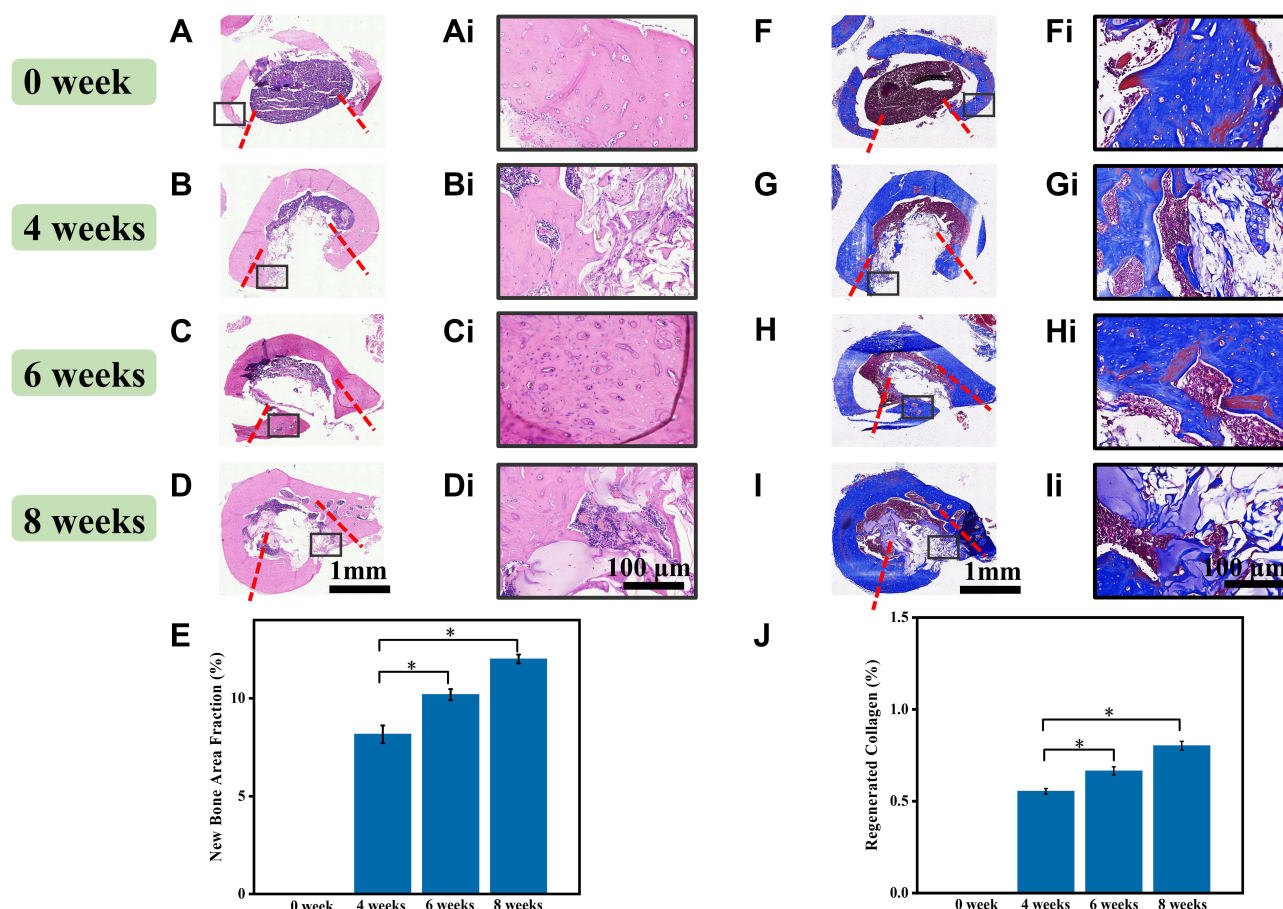 A
Ai
F
Fi
0 week
B
Bi
G
Gi
4 weeks
C
Ci
H
Hi
6 weeks
D
Di
I
Ii
8 weeks
1mm
100 μm
1mm
100 μm
E
New Bone Area Fraction (%)
10
5
0
*
*
0 week 4 weeks 6 weeks 8 weeks
J
Regenerated Collagen (%)
1.5
1.0
0.5
0.0
*
*
0 week 4 weeks 6 weeks 8 weeks